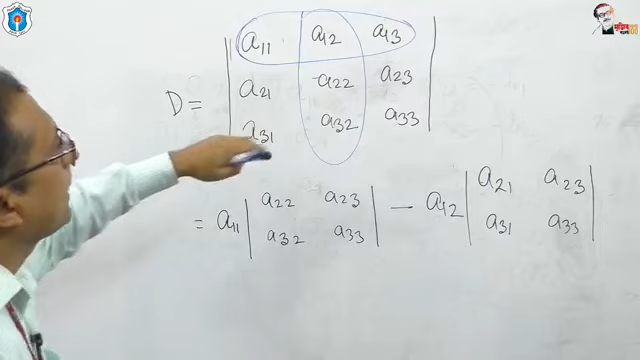 a11 a12 a13
D = a21 a22 a23
a31 a32 a33
= a11 | a22 a23 | − a12 | a21 a23 |
a32 a33 | a31 a33